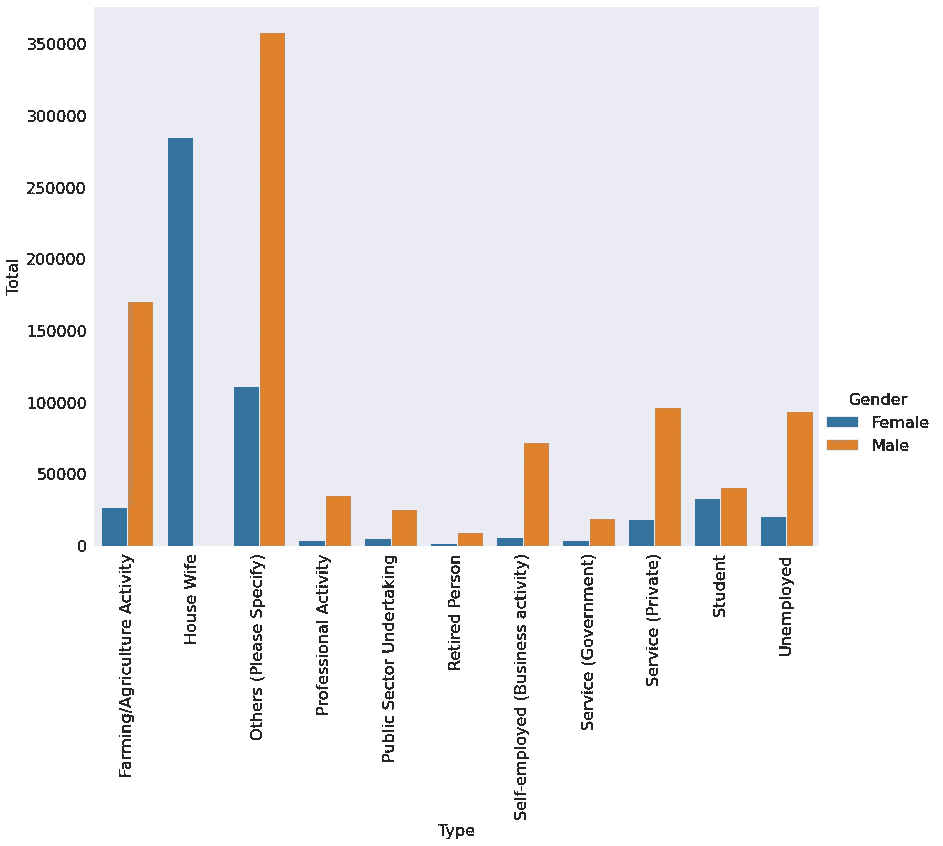 350000
300000
250000
200000
150000
100000
50000
0
Total
Farming/Agriculture Activity
House Wife
Others (Please Specify)
Professional Activity
Public Sector Undertaking
Retired Person
Self-employed (Business activity)
Service (Government)
Service (Private)
Student
Unemployed
Type
Gender
Female
Male